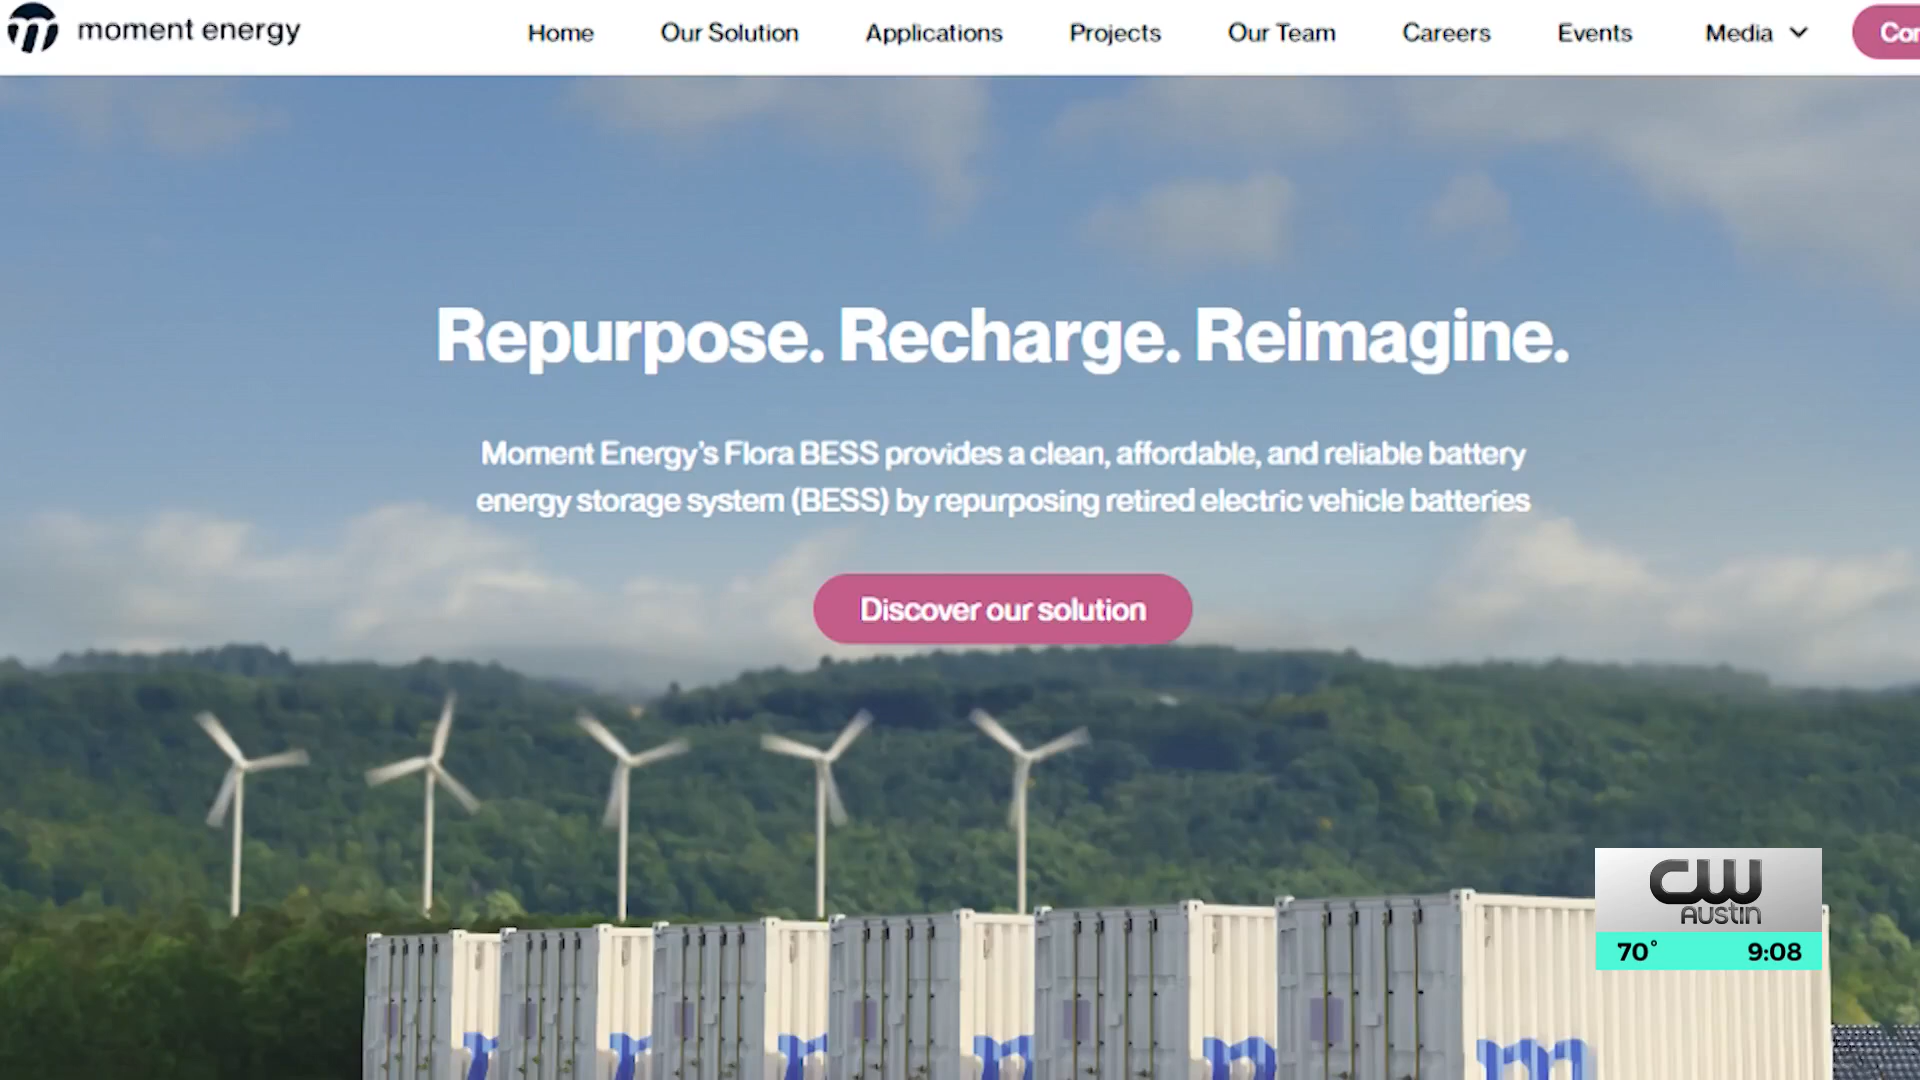 moment energy
Home Our Solution Applications Projects Our Team Careers Events Media
Repurpose. Recharge. Reimagine.
Moment Energy's Flora BESS provides a clean, affordable, and reliable battery
energy storage system (BESS) by repurposing retired electric vehicle batteries
Discover our solution
CW
AUSTIN
70° 9:08